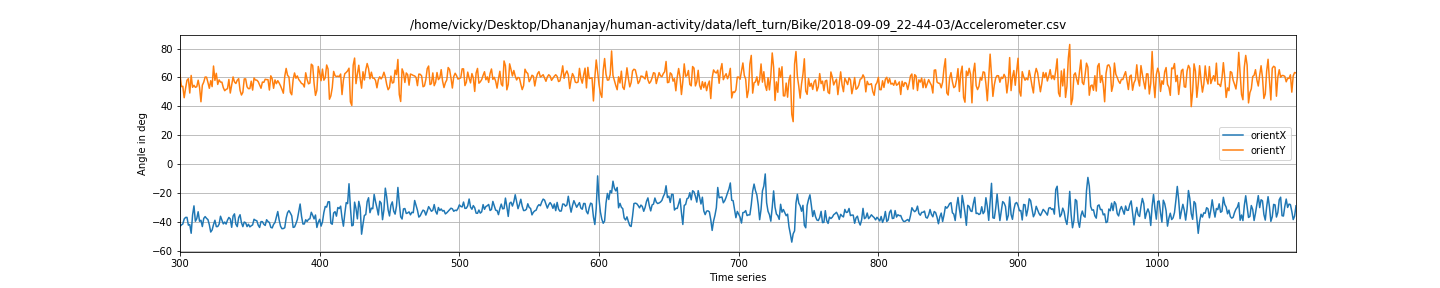 /home/vicky/Desktop/Dhananjay/human-activity/data/left_turn/Bike/2018-09-09_22-44-03/Accelerometer.csv
80
60
40
20
0
−20
−40
−60
Angle in deg
orientX
orientY
300 400 500 600 700 800 900 1000
Time series